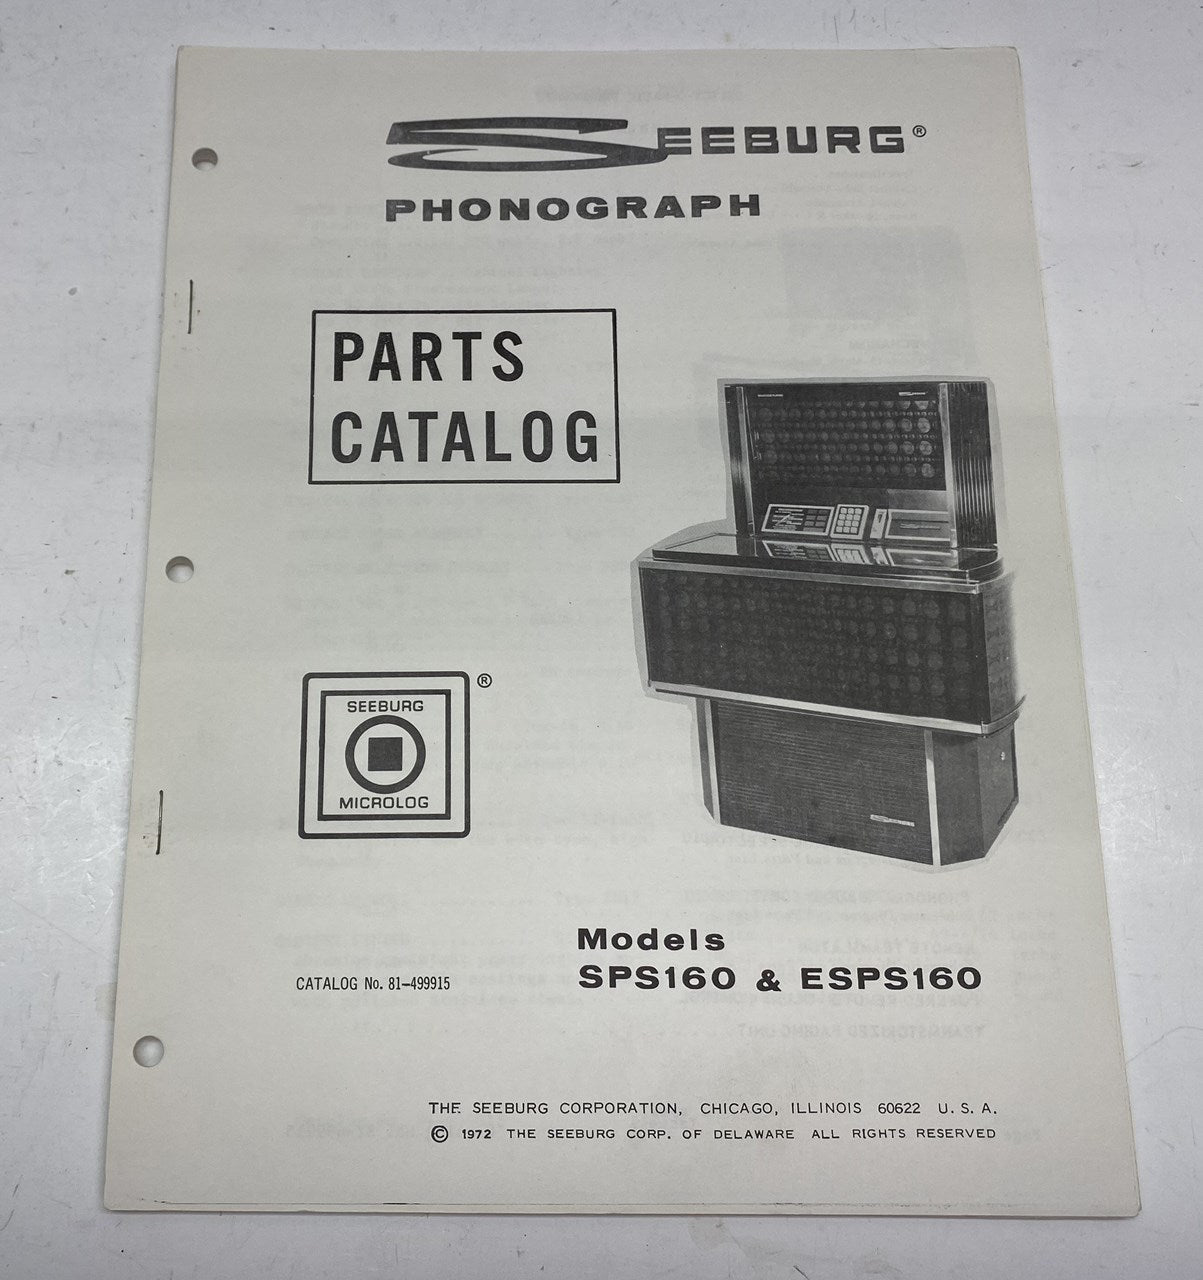 SEEBURG®
PHONOGRAPH
PARTS
CATALOG
SEEBURG ®
MICROLOG
Models
SPS160 & ESPS160
CATALOG No. 81-499915
THE SEEBURG CORPORATION, CHICAGO, ILLINOIS 60622 U. S. A.
© 1972 THE SEEBURG CORP. OF DELAWARE ALL RIGHTS RESERVED